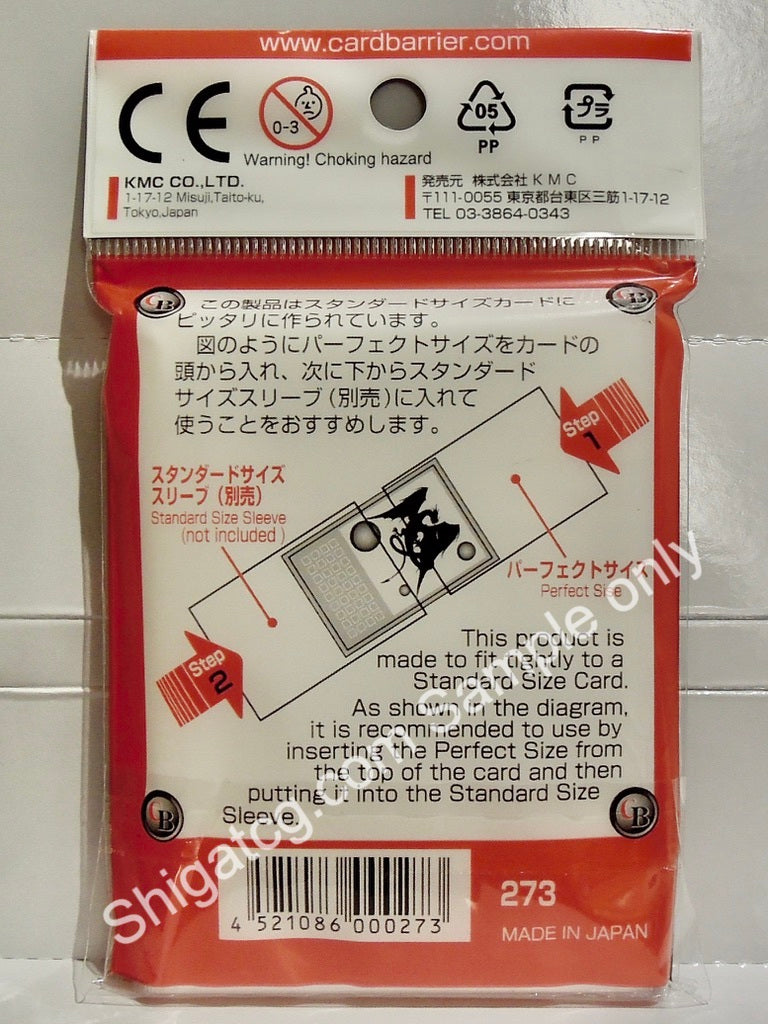 www.cardbarrier.com
CE
0-3
05
PP
プラ
PP
Warning! Choking hazard
KMC CO.,LTD.
1-17-12 Misuji,Taito-ku,
Tokyo,Japan
発売元 株式会社 K M C
〒111-0055 東京都台東区三筋1-17-12
TEL 03-3864-0343
CB
CB
この製品はスタンダードサイズカードに
ピッタリに作られています。
図のようにパーフェクトサイズをカードの
頭から入れ、次に下からスタンダード
サイズスリーブ(別売)に入れて
使うことをおすすめします。
Step
1
スタンダードサイズ
スリーブ(別売)
Standard Size Sleeve
(not included)
パーフェクトサイズ
Perfect Sise
Step
2
This product is
made to fit tightly to a
Standard Size Card.
As shown in the diagram,
it is recommended to use by
inserting the Perfect Size from
the top of the card and then
putting it into the Standard Size
Sleeve.
CB
CB
Shigatcg.com Sample only
4 521086 000273
273
MADE IN JAPAN